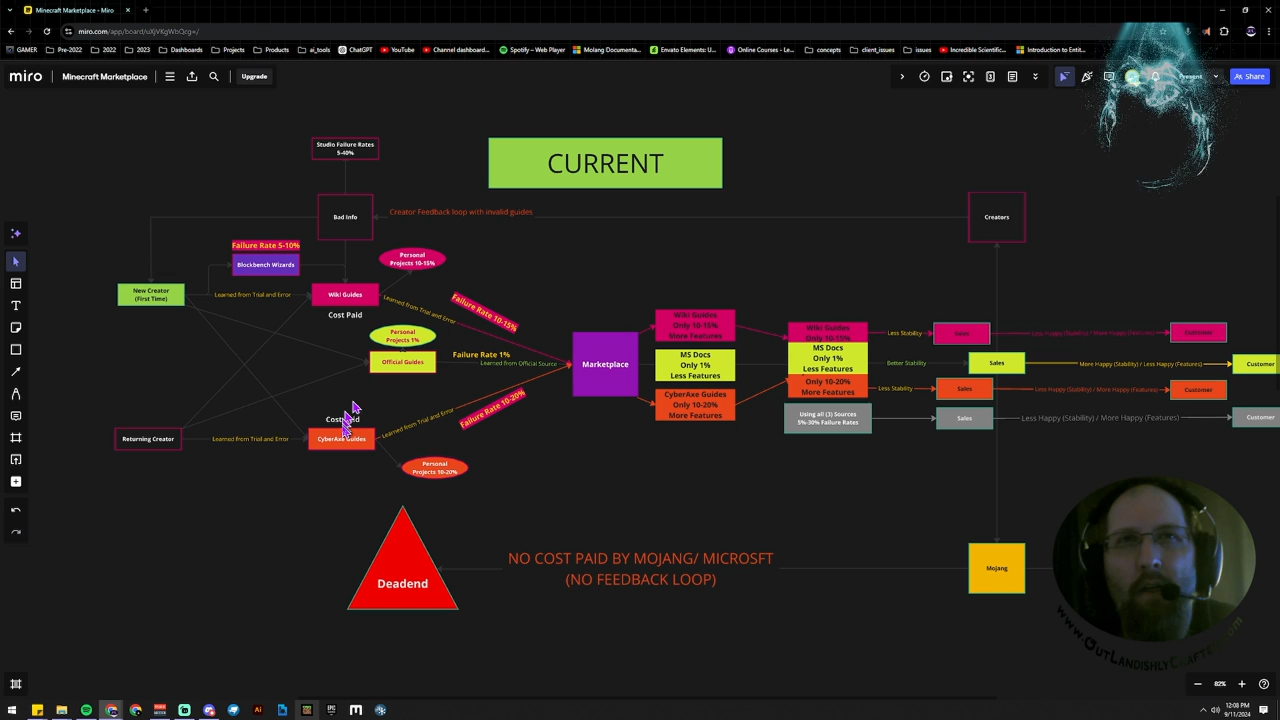 Minecraft Marketplace - Miro
miro.com/app/board/uXjVKgWbQcg=/
GAMER
Pre-2022
2022
2023
Dashboards
Projects
Products
ai_tools
ChatGPT
YouTube
Channel dashboard...
Spotify – Web Player
Molang Documenta...
Envato Elements: U...
Online Courses - Le...
concepts
client_issues
issues
Incredible Scientific...
Introduction to Entit...
miro
Minecraft Marketplace
Upgrade
Present
Share
Studio Failure Rates
5-40%
CURRENT
Bad Info
Creator Feedback loop with invalid guides
Creators
Failure Rate 5-10%
Blockbench Wizards
Personal
Projects 10-15%
New Creator
(First Time)
Learned from Trial and Error
Wiki Guides
Cost Paid
Learned from Trial and Error
Failure Rate 10-15%
Personal
Projects 1%
Official Guides
Failure Rate 1%
Learned from Official Source
Marketplace
Wiki Guides
Only 10-15%
More Features
MS Docs
Only 1%
Less Features
CyberAxe Guides
Only 10-20%
More Features
Wiki Guides
Only 10-15%
MS Docs
Only 1%
Less Features
Only 10-20%
More Features
Using all (3) Sources
5%-30% Failure Rates
Less Stability
Sales
Less Happy (Stability) / More Happy (Features)
Customer
Better Stability
Sales
More Happy (Stability) / Less Happy (Features)
Customer
Less Stability
Sales
Less Happy (Stability) / More Happy (Features)
Customer
Sales
Less Happy (Stability) / More Happy (Features)
Customer
Returning Creator
Learned from Trial and Error
CyberAxe Guides
Learned from Trial and Error
Failure Rate 10-20%
Personal
Projects 10-20%
Deadend
NO COST PAID BY MOJANG/ MICROSFT
(NO FEEDBACK LOOP)
Mojang
82%
12:08 PM
9/11/2024